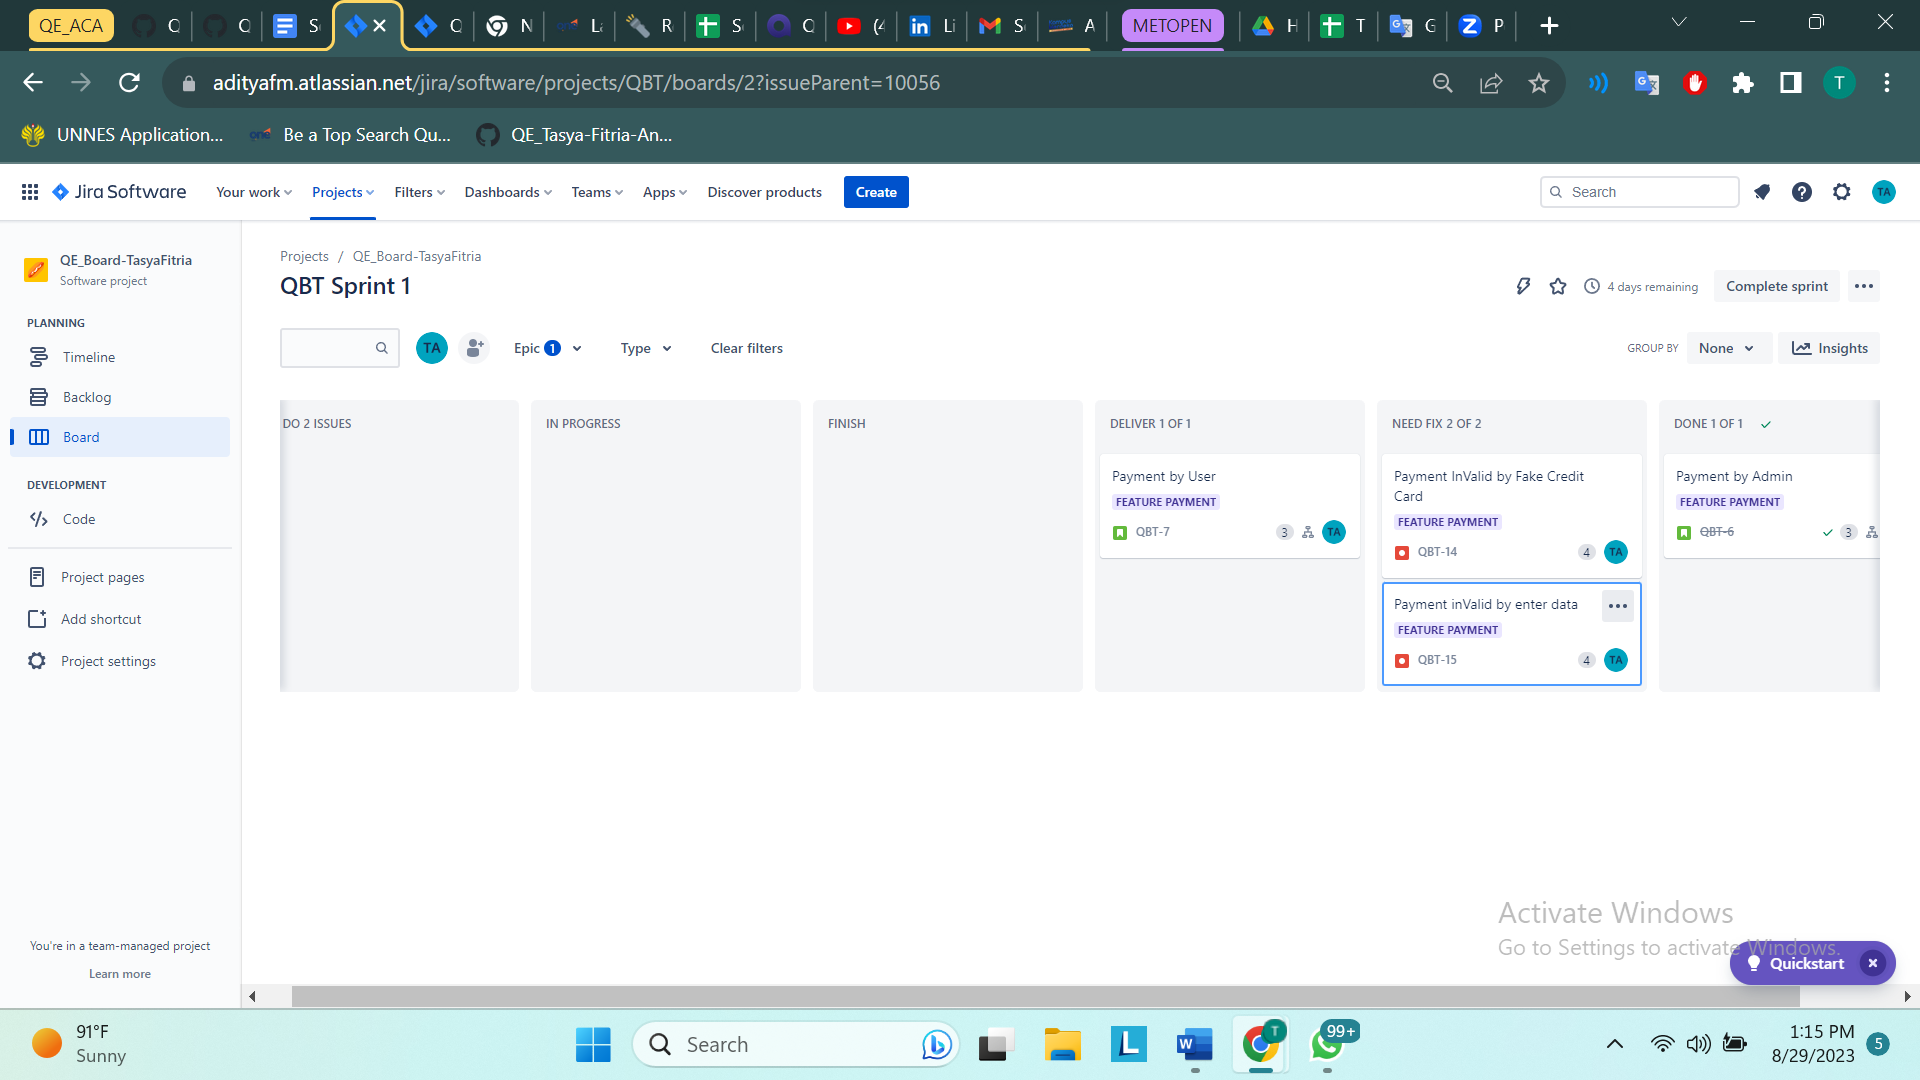 QE_ACA
METOPEN
adityafm.atlassian.net/jira/software/projects/QBT/boards/2?issueParent=10056
T
UNNES Application...
Be a Top Search Qu...
QE_Tasya-Fitria-An...
Jira Software
Your work
Projects
Filters
Dashboards
Teams
Apps
Discover products
Create
Search
TA
QE_Board-TasyaFitria
Software project
PLANNING
Timeline
Backlog
Board
DEVELOPMENT
Code
Project pages
Add shortcut
Project settings
You're in a team-managed project
Learn more
Projects / QE_Board-TasyaFitria
QBT Sprint 1
4 days remaining
Complete sprint
TA
Epic 1
Type
Clear filters
GROUP BY
None
Insights
DO 2 ISSUES
IN PROGRESS
FINISH
DELIVER 1 OF 1
Payment by User
FEATURE PAYMENT
QBT-7
3
TA
NEED FIX 2 OF 2
Payment InValid by Fake Credit
Card
FEATURE PAYMENT
QBT-14
4
TA
Payment inValid by enter data
FEATURE PAYMENT
QBT-15
4
TA
DONE 1 OF 1
Payment by Admin
FEATURE PAYMENT
QBT-6
3
Activate Windows
Go to Settings to activate Windows.
Quickstart
91°F
Sunny
Search
T
99+
1:15 PM
8/29/2023
5